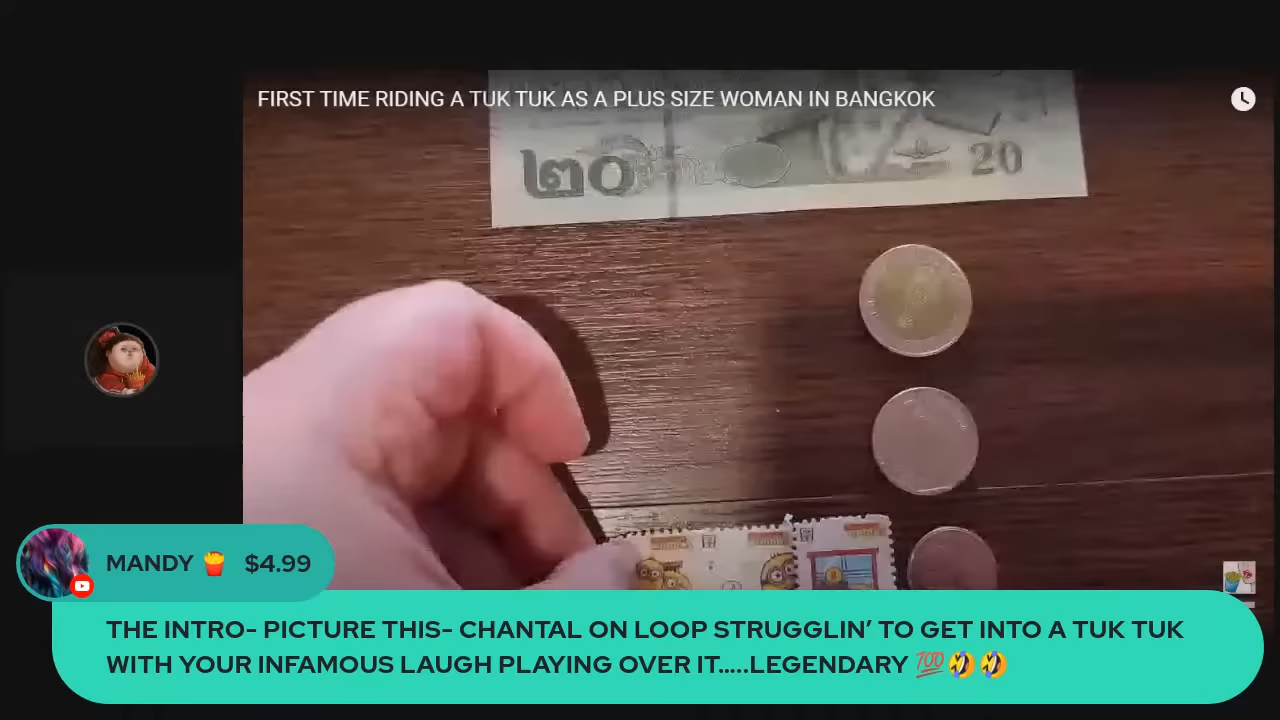 FIRST TIME RIDING A TUK TUK AS A PLUS SIZE WOMAN IN BANGKOK
๒๐ 20
MANDY 🍟 $4.99
THE INTRO- PICTURE THIS- CHANTAL ON LOOP STRUGGLIN’ TO GET INTO A TUK TUK
WITH YOUR INFAMOUS LAUGH PLAYING OVER IT.....LEGENDARY 💯🤣🤣